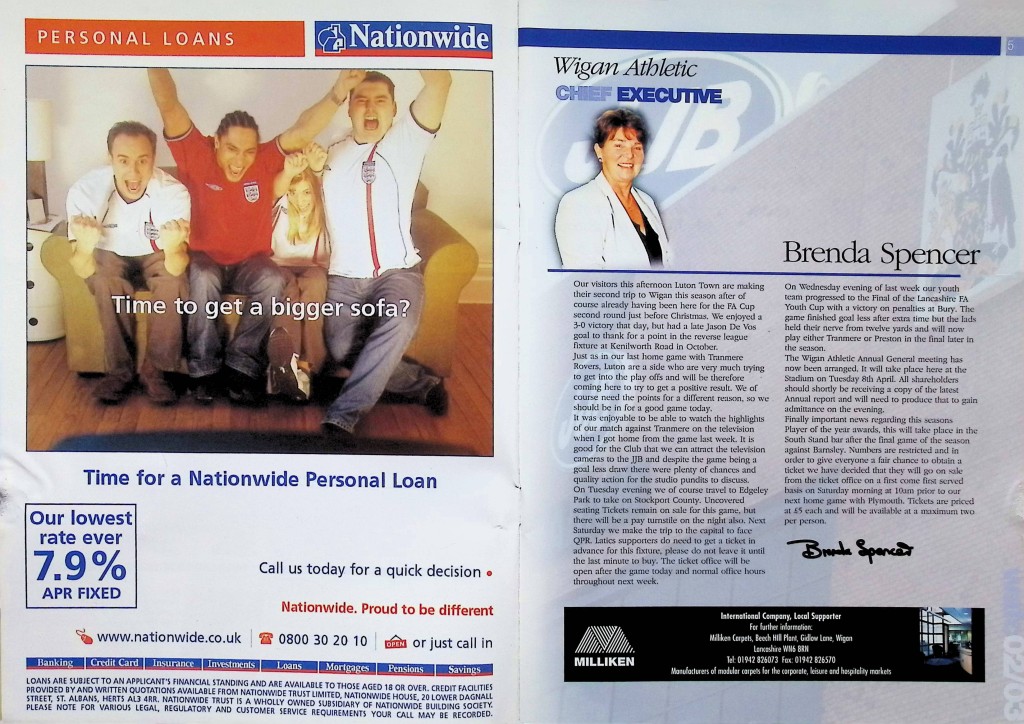 PERSONAL LOANS
Nationwide
Time to get a bigger sofa?
Time for a Nationwide Personal Loan
Our lowest
rate ever
7.9%
APR FIXED
Call us today for a quick decision •
Nationwide. Proud to be different
www.nationwide.co.uk
0800 30 20 10
OPEN
or just call in
Banking Credit Card Insurance Investments Loans Mortgages Pensions Savings
LOANS ARE SUBJECT TO AN APPLICANT'S FINANCIAL STANDING AND ARE AVAILABLE TO THOSE AGED 18 OR OVER. CREDIT FACILITIES
PROVIDED BY AND WRITTEN QUOTATIONS AVAILABLE FROM NATIONWIDE TRUST LIMITED, NATIONWIDE HOUSE, 20 LOWER DAGNALL
STREET, ST. ALBANS, HERTS AL3 4RR. NATIONWIDE TRUST IS A WHOLLY OWNED SUBSIDIARY OF NATIONWIDE BUILDING SOCIETY.
PLEASE NOTE FOR VARIOUS LEGAL, REGULATORY AND CUSTOMER SERVICE REQUIREMENTS YOUR CALL MAY BE RECORDED.
5
Wigan Athletic
CHIEF EXECUTIVE
JJB
Brenda Spencer
Our visitors this afternoon Luton Town are making
their second trip to Wigan this season after of
course already having been here for the FA Cup
second round just before Christmas. We enjoyed a
3-0 victory that day, but had a late Jason De Vos
goal to thank for a point in the reverse league
fixture at Kenilworth Road in October.
Just as in our last home game with Tranmere
Rovers, Luton are a side who are very much trying
to get into the play offs and will be therefore
coming here to try to get a positive result. We of
course need the points for a different reason, so we
should be in for a good game today.
It was enjoyable to be able to watch the highlights
of our match against Tranmere on the television
when I got home from the game last week. It is
good for the Club that we can attract the television
cameras to the JJB and despite the game being a
goal less draw there were plenty of chances and
quality action for the studio pundits to discuss.
On Tuesday evening we of course travel to Edgeley
Park to take on Stockport County. Uncovered
seating Tickets remain on sale for this game, but
there will be a pay turnstile on the night also. Next
Saturday we make the trip to the capital to face
QPR. Latics supporters do need to get a ticket in
advance for this fixture, please do not leave it until
the last minute to buy. The ticket office will be
open after the game today and normal office hours
throughout next week.
On Wednesday evening of last week our youth
team progressed to the Final of the Lancashire FA
Youth Cup with a victory on penalties at Bury. The
game finished goal less after extra time but the lads
held their nerve from twelve yards and will now
play either Tranmere or Preston in the final later in
the season.
The Wigan Athletic Annual General meeting has
now been arranged. It will take place here at the
Stadium on Tuesday 8th April. All shareholders
should shortly be receiving a copy of the latest
Annual report and will need to produce that to gain
admittance on the evening.
Finally important news regarding this seasons
Player of the year awards, this will take place in the
South Stand bar after the final game of the season
against Barnsley. Numbers are restricted and in
order to give everyone a fair chance to obtain a
ticket we have decided that they will go on sale
from the ticket office on a first come first served
basis on Saturday morning at 10am prior to our
next home game with Plymouth. Tickets are priced
at £5 each and will be available at a maximum two
per person.
Brenda Spencer
MILLIKEN
International Company, Local Supporter
For further information:
Milliken Carpets, Beech Hill Plant, Gidlow Lane, Wigan
Lancashire WN6 8RN
Tel: 01942 826073 Fax: 01942 826570
Manufacturers of modular carpets for the corporate, leisure and hospitality markets
02/03